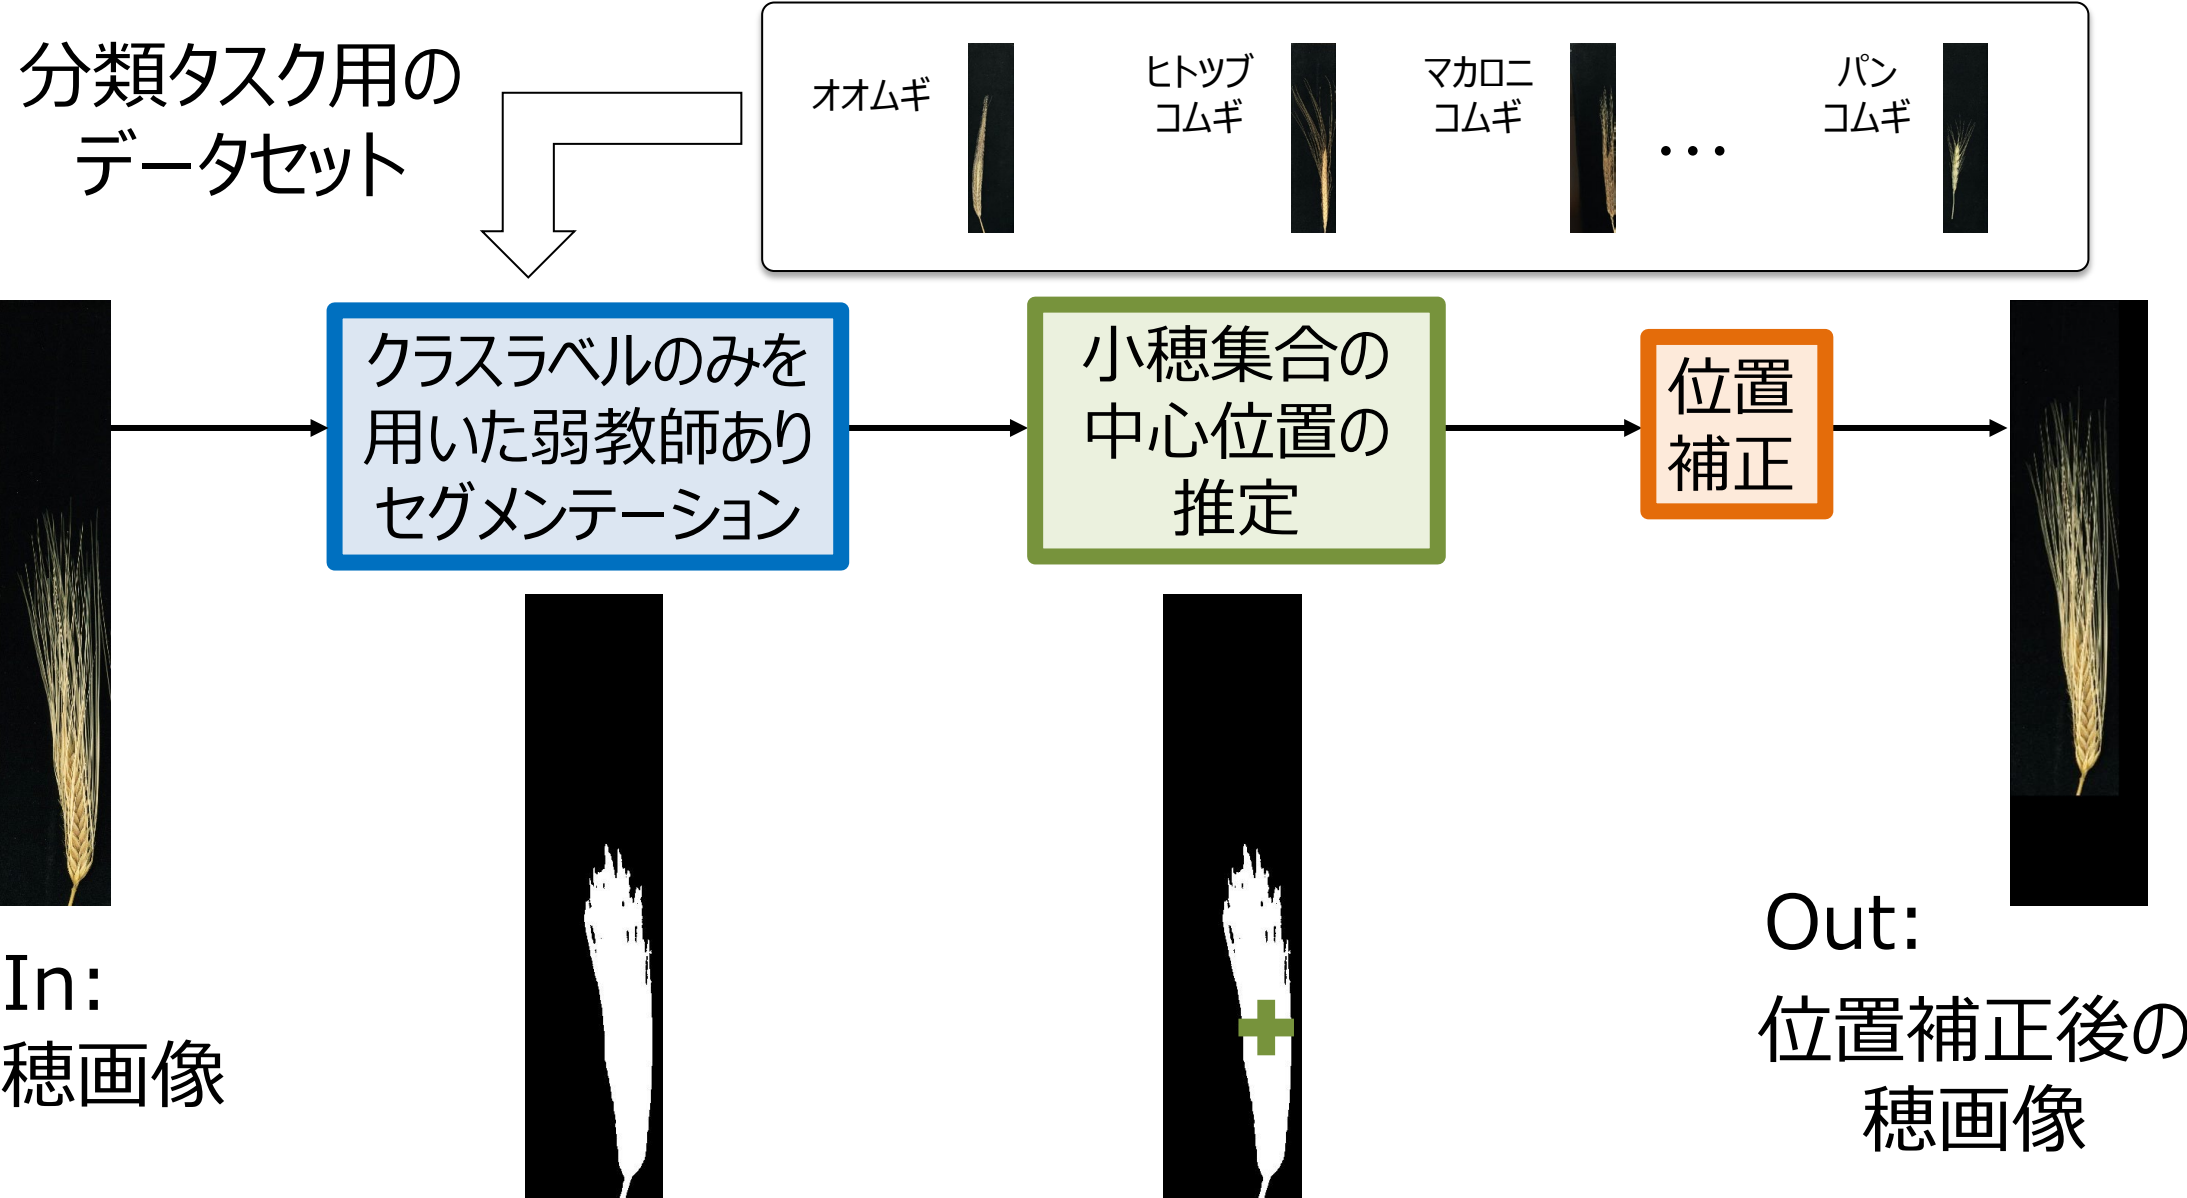 分類タスク用の
データセット
オオムギ
ヒトツブ
コムギ
マカロニ
コムギ
...
パン
コムギ
クラスラベルのみを
用いた弱教師あり
セグメンテーション
小穂集合の
中心位置の
推定
位置
補正
In:
穂画像
Out:
位置補正後の
穂画像